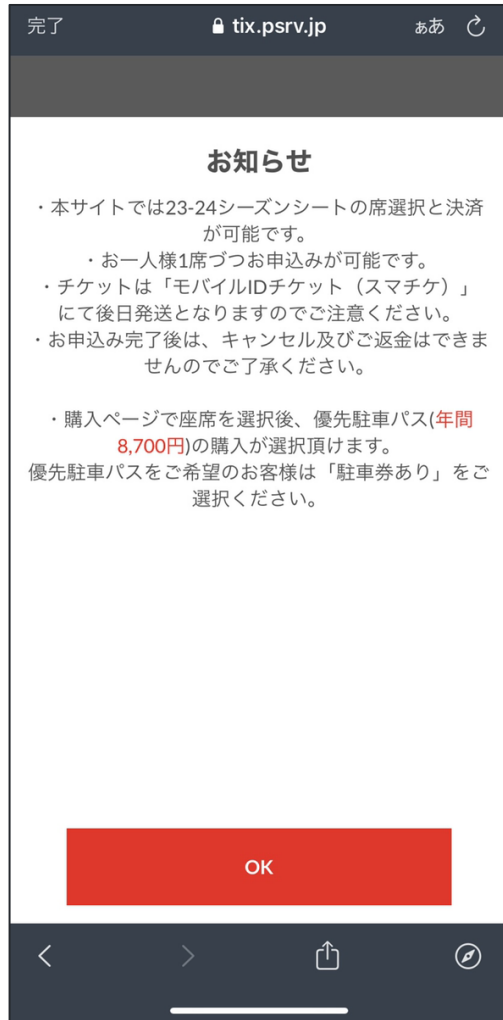 完了
tix.psrv.jp
ぁあ
お知らせ
・本サイトでは23-24シーズンシートの席選択と決済
が可能です。
・お一人様1席づつお申込みが可能です。
・チケットは「モバイルIDチケット（スマチケ）」
にて後日発送となりますのでご注意ください。
・お申込み完了後は、キャンセル及びご返金はできま
せんのでご了承ください。
・購入ページで座席を選択後、優先駐車パス(年間
8,700円)の購入が選択頂けます。
優先駐車パスをご希望のお客様は「駐車券あり」をご
選択ください。
OK